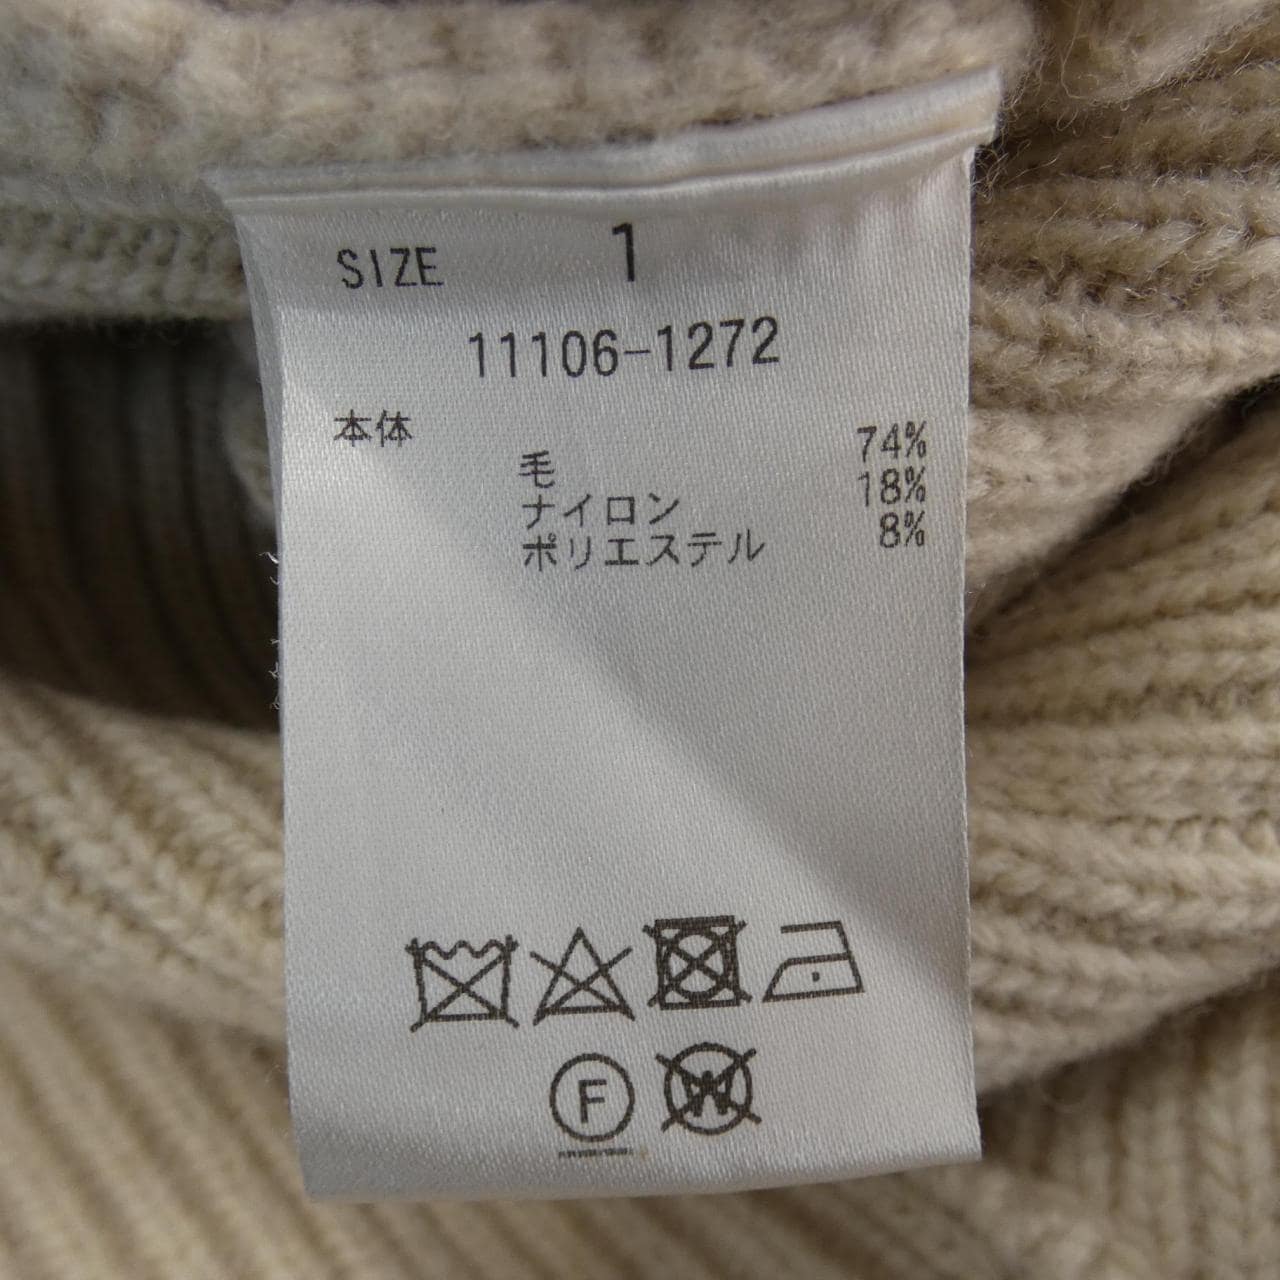 SIZE 1
11106-1272
本体
毛 74%
ナイロン 18%
ポリエステル 8%
F W